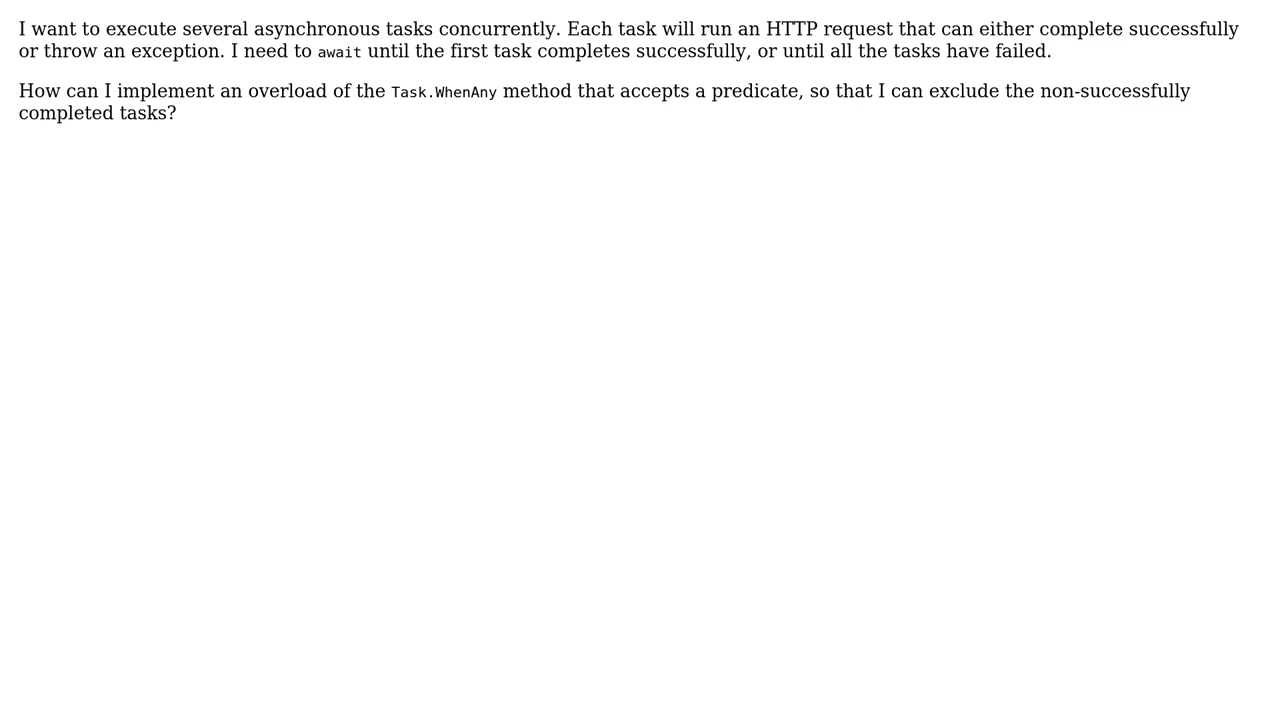 I want to execute several asynchronous tasks concurrently. Each task will run an HTTP request that can either complete successfully
or throw an exception. I need to await until the first task completes successfully, or until all the tasks have failed.
How can I implement an overload of the Task.WhenAny method that accepts a predicate, so that I can exclude the non-successfully
completed tasks?